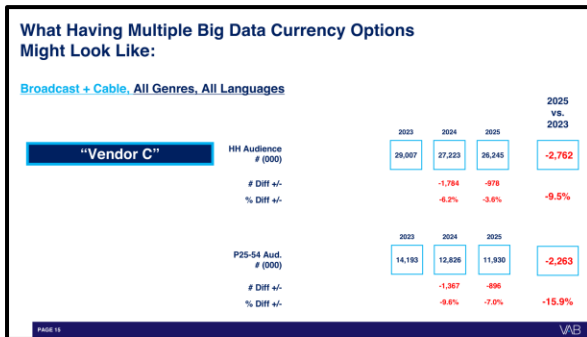 What Having Multiple Big Data Currency Options
Might Look Like:
Broadcast + Cable, All Genres, All Languages
2025
vs.
2023
2023 2024 2025
"Vendor C" HH Audience
# (000) 29,007 27,223 26,245 -2,762
# Diff +/- -1,784 -978
% Diff +/- -6.2% -3.6% -9.5%
2023 2024 2025
P25-54 Aud.
# (000) 14,193 12,826 11,930 -2,263
# Diff +/- -1,367 -896
% Diff +/- -9.6% -7.0% -15.9%
PAGE 15 VAB